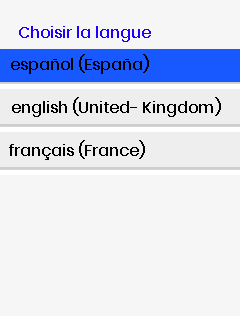 Choisir la langue
español (España)
english (United- Kingdom)
français (France)